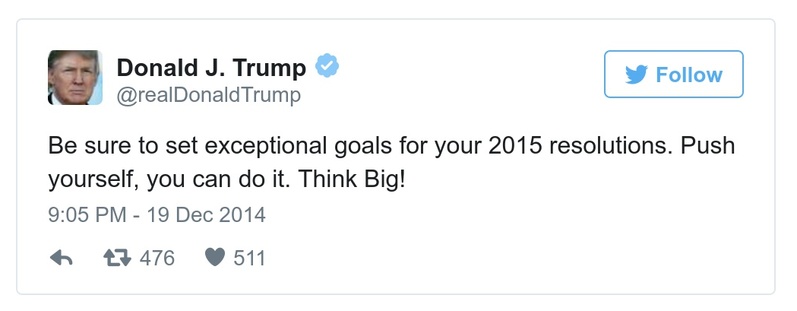 Donald J. Trump
@realDonaldTrump
Follow
Be sure to set exceptional goals for your 2015 resolutions. Push
yourself, you can do it. Think Big!
9:05 PM - 19 Dec 2014
476 511